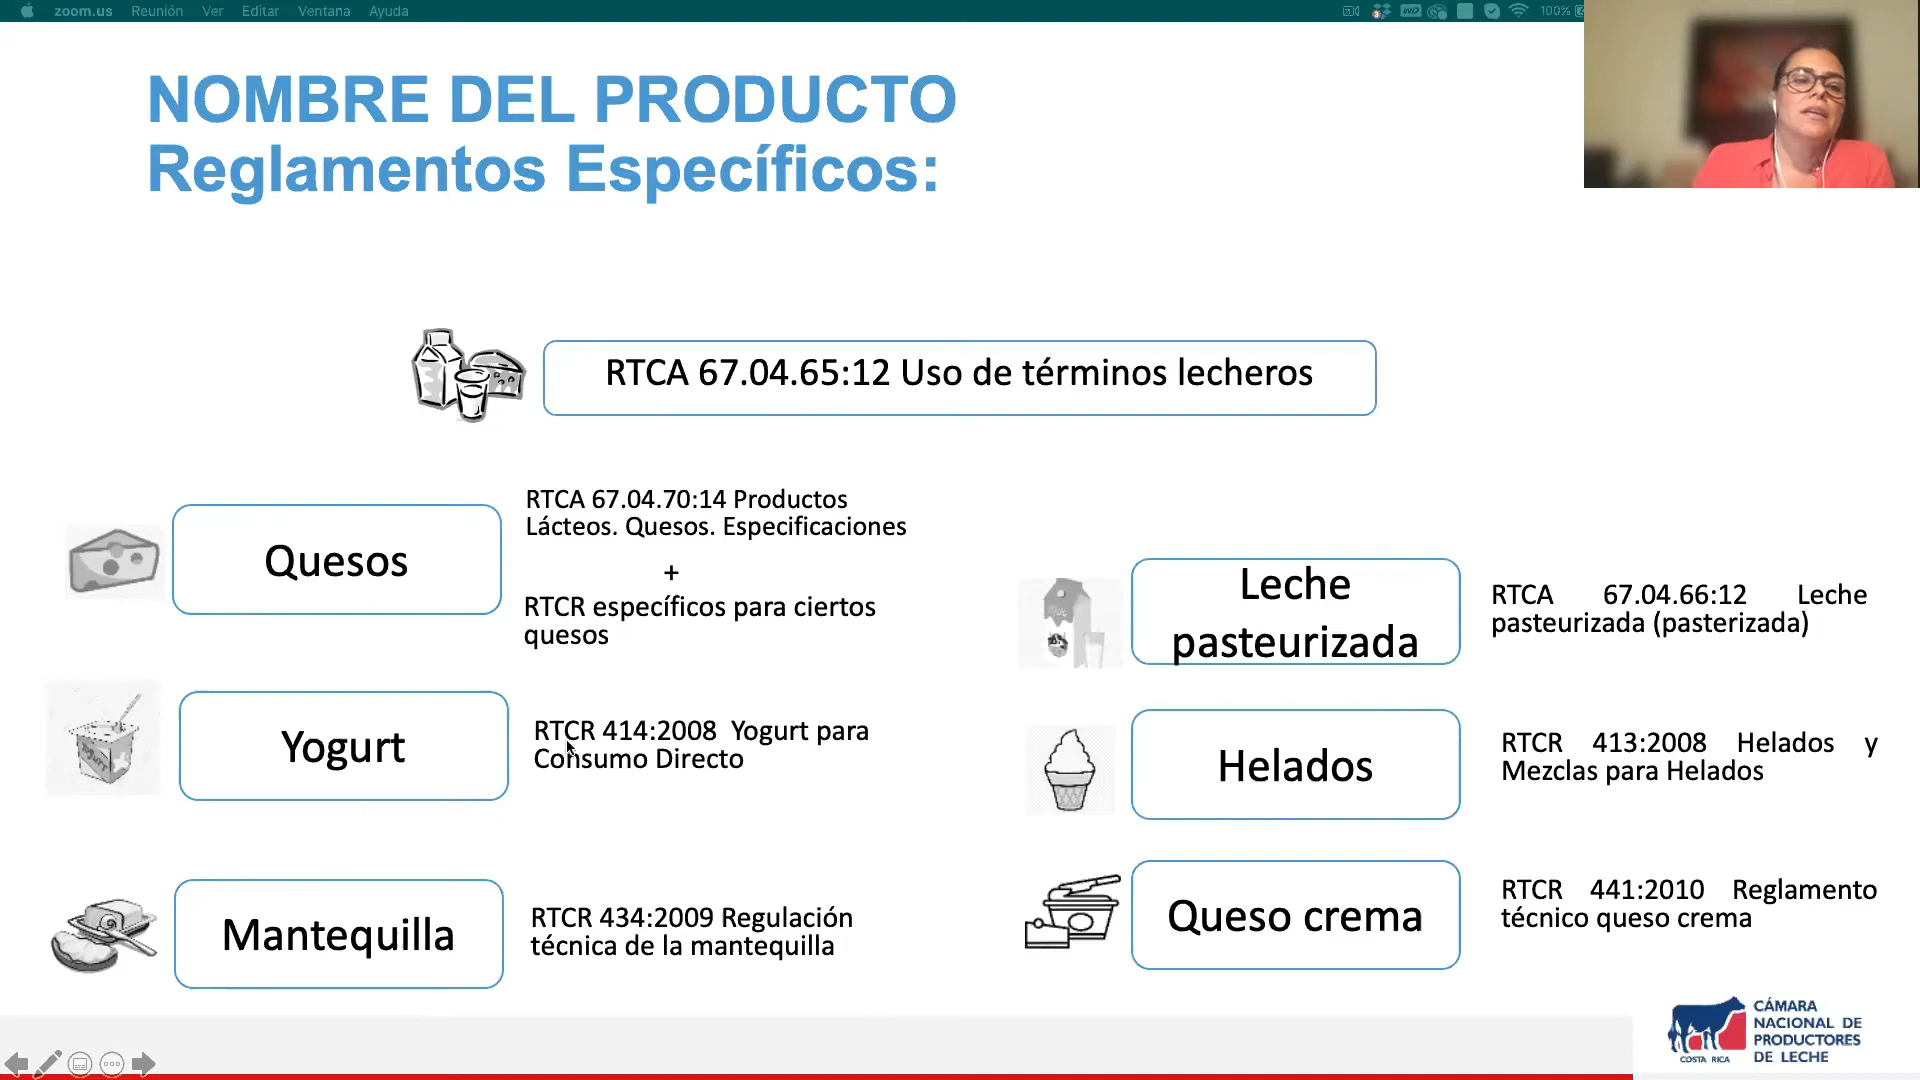 zoom.us Reunión Ver Editar Ventana Ayuda
100%
NOMBRE DEL PRODUCTO
Reglamentos Específicos:
RTCA 67.04.65:12 Uso de términos lecheros
Quesos
RTCA 67.04.70:14 Productos
Lácteos. Quesos. Especificaciones
+
RTCR específicos para ciertos
quesos
Yogurt
RTCR 414:2008 Yogurt para
Consumo Directo
Mantequilla
RTCR 434:2009 Regulación
técnica de la mantequilla
Leche
pasteurizada
RTCA 67.04.66:12 Leche
pasteurizada (pasterizada)
Helados
RTCR 413:2008 Helados y
Mezclas para Helados
Queso crema
RTCR 441:2010 Reglamento
técnico queso crema
COSTA RICA
CÁMARA
NACIONAL DE
PRODUCTORES
DE LECHE